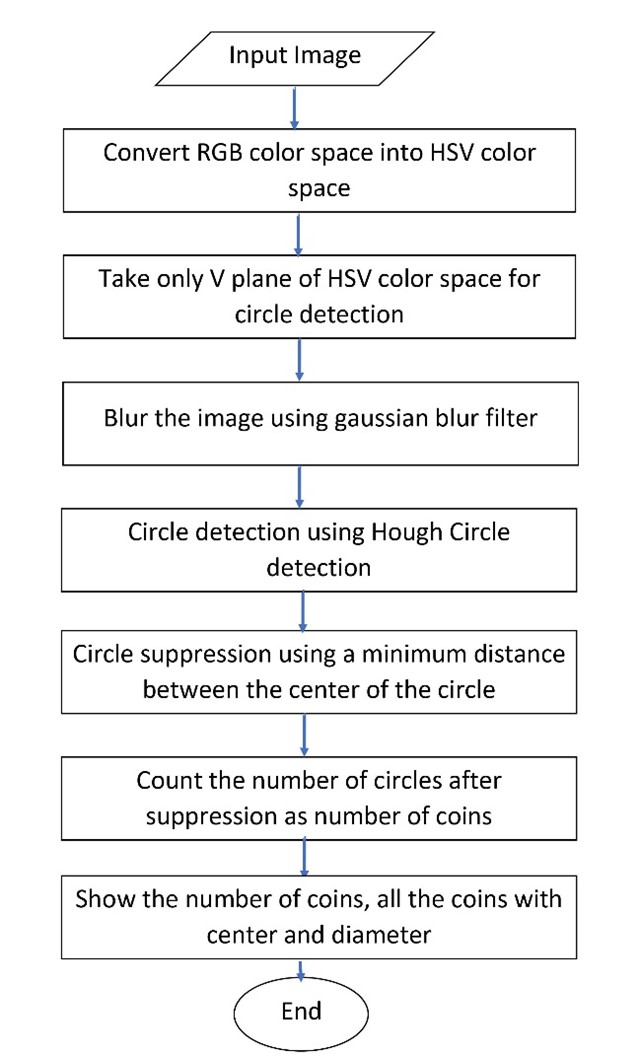 Input Image
Convert RGB color space into HSV color
space
Take only V plane of HSV color space for
circle detection
Blur the image using gaussian blur filter
Circle detection using Hough Circle
detection
Circle suppression using a minimum distance
between the center of the circle
Count the number of circles after
suppression as number of coins
Show the number of coins, all the coins with
center and diameter
End